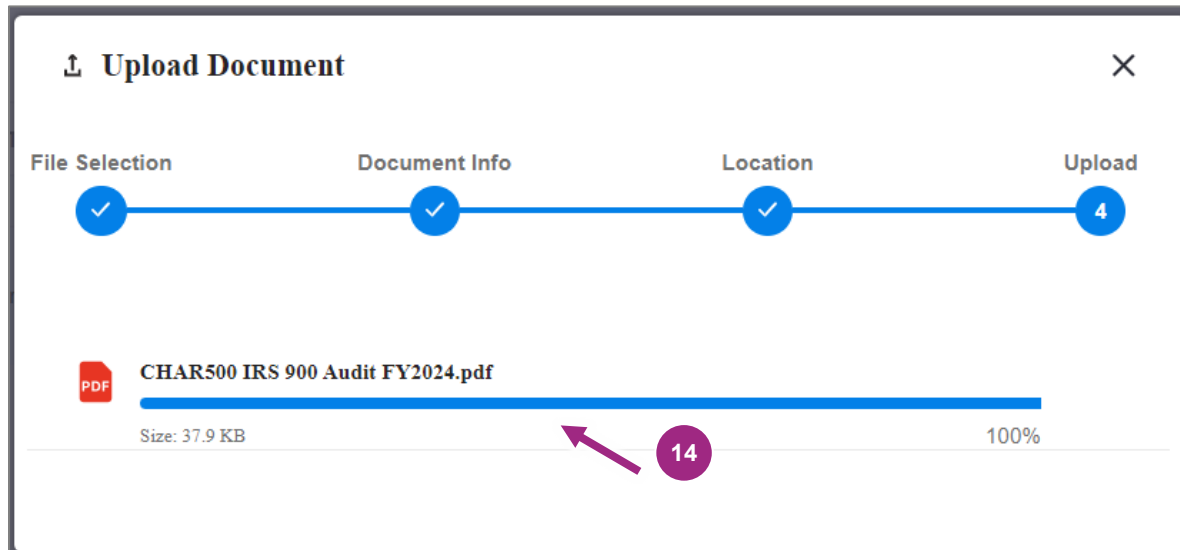 Upload Document
File Selection Document Info Location Upload
4
PDF
CHAR500 IRS 900 Audit FY2024.pdf
Size: 37.9 KB 100%
14